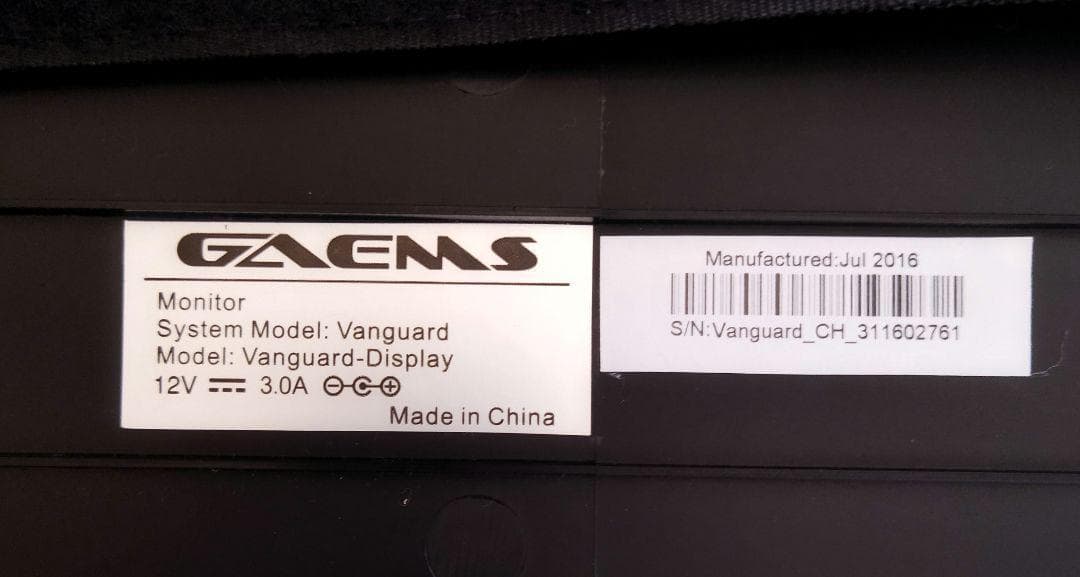 GAEMS
Monitor
System Model: Vanguard
Model: Vanguard-Display
12V 3.0A
Made in China
Manufactured:Jul 2016
S/N:Vanguard_CH_311602761